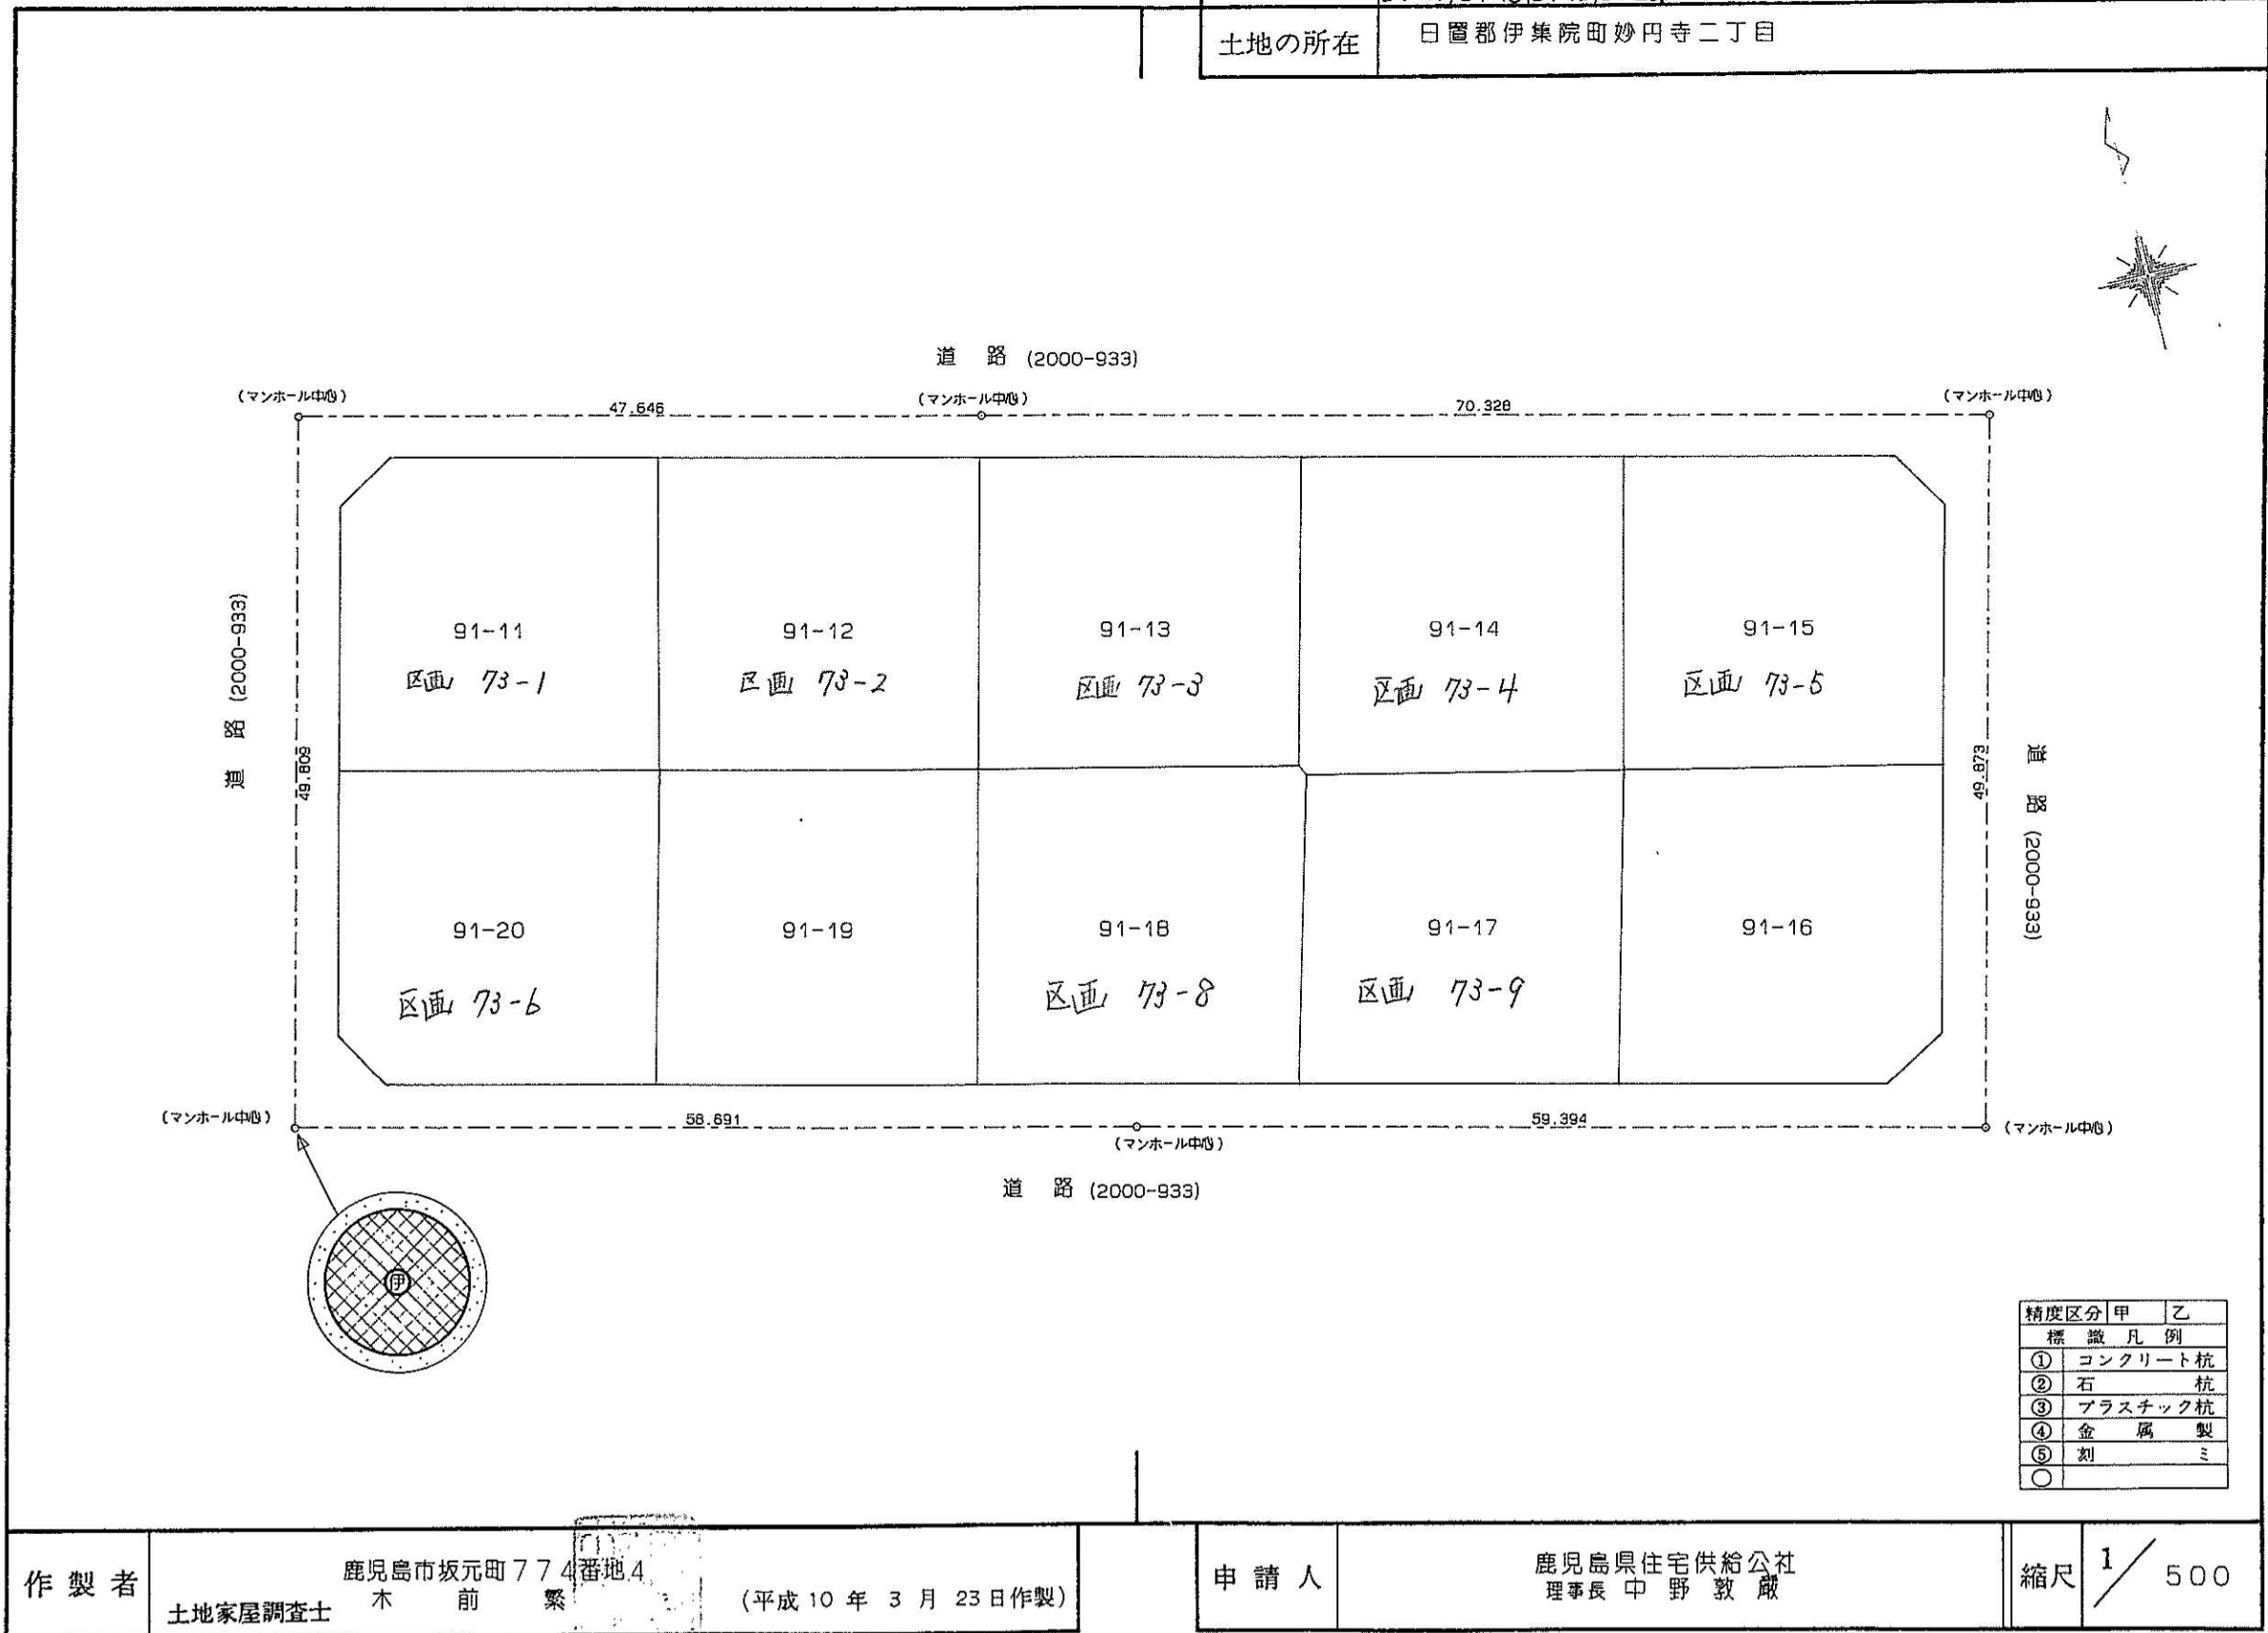 土地の所在 日置郡伊集院町妙円寺二丁目
道 路 (2000-933)
(マンホール中心) 47.646 (マンホール中心) 70.328 (マンホール中心)
91-11 91-12 91-13 91-14 91-15
区画 73-1 区画 73-2 区画 73-3 区画 73-4 区画 73-5
道 路 (2000-933)
49.809
49.873
道 路 (2000-933)
91-20 91-19 91-18 91-17 91-16
区画 73-6 区画 73-8 区画 73-9
(マンホール中心) 58.691 (マンホール中心) 59.394 (マンホール中心)
道 路 (2000-933)
伊
精度区分 甲 乙
標 識 凡 例
① コンクリート杭
② 石 杭
③ プラスチック杭
④ 金 属 製
⑤ 刻 ミ
作製者
鹿児島市坂元町774番地4
土地家屋調査士 木 前 繁 (平成10年 3月 23日作製)
申請人
鹿児島県住宅供給公社
理事長 中 野 敦 厳
縮尺 1/500